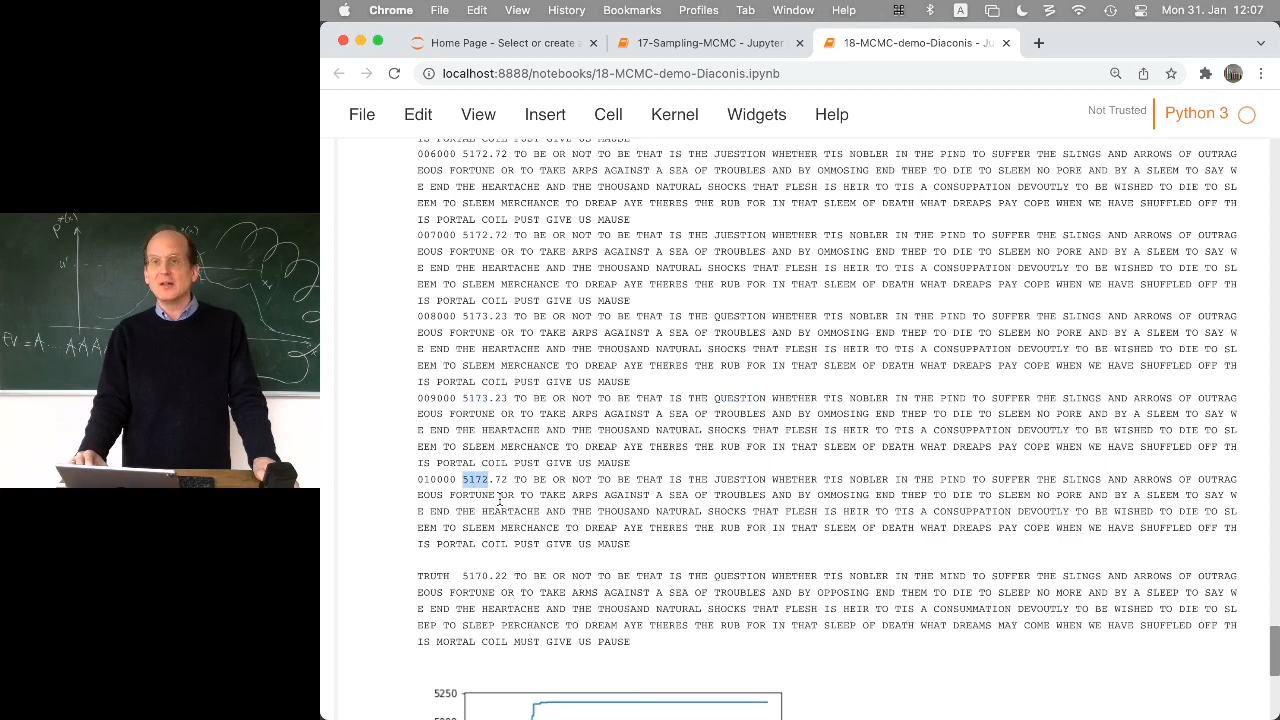 Chrome File Edit View History Bookmarks Profiles Tab Window Help Mon 31. Jan 12:07
Home Page - Select or create a
17-Sampling-MCMC - Jupyter
18-MCMC-demo-Diaconis - Ju
localhost:8888/notebooks/18-MCMC-demo-Diaconis.ipynb
File Edit View Insert Cell Kernel Widgets Help Not Trusted Python 3
IS PORTAL COIL PUST GIVE US MAUSE
006000 5172.72 TO BE OR NOT TO BE THAT IS THE JUESTION WHETHER TIS NOBLER IN THE PIND TO SUFFER THE SLINGS AND ARROWS OF OUTRAG
EOUS FORTUNE OR TO TAKE ARPS AGAINST A SEA OF TROUBLES AND BY OMMOSING END THEP TO DIE TO SLEEM NO PORE AND BY A SLEEM TO SAY W
E END THE HEARTACHE AND THE THOUSAND NATURAL SHOCKS THAT FLESH IS HEIR TO TIS A CONSUPPATION DEVOUTLY TO BE WISHED TO DIE TO SL
EEM TO SLEEM MERCHANCE TO DREAP AYE THERES THE RUB FOR IN THAT SLEEM OF DEATH WHAT DREAPS PAY COPE WHEN WE HAVE SHUFFLED OFF TH
IS PORTAL COIL PUST GIVE US MAUSE
007000 5172.72 TO BE OR NOT TO BE THAT IS THE JUESTION WHETHER TIS NOBLER IN THE PIND TO SUFFER THE SLINGS AND ARROWS OF OUTRAG
EOUS FORTUNE OR TO TAKE ARPS AGAINST A SEA OF TROUBLES AND BY OMMOSING END THEP TO DIE TO SLEEM NO PORE AND BY A SLEEM TO SAY W
E END THE HEARTACHE AND THE THOUSAND NATURAL SHOCKS THAT FLESH IS HEIR TO TIS A CONSUPPATION DEVOUTLY TO BE WISHED TO DIE TO SL
EEM TO SLEEM MERCHANCE TO DREAP AYE THERES THE RUB FOR IN THAT SLEEM OF DEATH WHAT DREAPS PAY COPE WHEN WE HAVE SHUFFLED OFF TH
IS PORTAL COIL PUST GIVE US MAUSE
008000 5173.23 TO BE OR NOT TO BE THAT IS THE QUESTION WHETHER TIS NOBLER IN THE PIND TO SUFFER THE SLINGS AND ARROWS OF OUTRAG
EOUS FORTUNE OR TO TAKE ARPS AGAINST A SEA OF TROUBLES AND BY OMMOSING END THEP TO DIE TO SLEEM NO PORE AND BY A SLEEM TO SAY W
E END THE HEARTACHE AND THE THOUSAND NATURAL SHOCKS THAT FLESH IS HEIR TO TIS A CONSUPPATION DEVOUTLY TO BE WISHED TO DIE TO SL
EEM TO SLEEM MERCHANCE TO DREAP AYE THERES THE RUB FOR IN THAT SLEEM OF DEATH WHAT DREAPS PAY COPE WHEN WE HAVE SHUFFLED OFF TH
IS PORTAL COIL PUST GIVE US MAUSE
009000 5173.23 TO BE OR NOT TO BE THAT IS THE QUESTION WHETHER TIS NOBLER IN THE PIND TO SUFFER THE SLINGS AND ARROWS OF OUTRAG
EOUS FORTUNE OR TO TAKE ARPS AGAINST A SEA OF TROUBLES AND BY OMMOSING END THEP TO DIE TO SLEEM NO PORE AND BY A SLEEM TO SAY W
E END THE HEARTACHE AND THE THOUSAND NATURAL SHOCKS THAT FLESH IS HEIR TO TIS A CONSUPPATION DEVOUTLY TO BE WISHED TO DIE TO SL
EEM TO SLEEM MERCHANCE TO DREAP AYE THERES THE RUB FOR IN THAT SLEEM OF DEATH WHAT DREAPS PAY COPE WHEN WE HAVE SHUFFLED OFF TH
IS PORTAL COIL PUST GIVE US MAUSE
010000 5172.72 TO BE OR NOT TO BE THAT IS THE JUESTION WHETHER TIS NOBLER IN THE PIND TO SUFFER THE SLINGS AND ARROWS OF OUTRAG
EOUS FORTUNE OR TO TAKE ARPS AGAINST A SEA OF TROUBLES AND BY OMMOSING END THEP TO DIE TO SLEEM NO PORE AND BY A SLEEM TO SAY W
E END THE HEARTACHE AND THE THOUSAND NATURAL SHOCKS THAT FLESH IS HEIR TO TIS A CONSUPPATION DEVOUTLY TO BE WISHED TO DIE TO SL
EEM TO SLEEM MERCHANCE TO DREAP AYE THERES THE RUB FOR IN THAT SLEEM OF DEATH WHAT DREAPS PAY COPE WHEN WE HAVE SHUFFLED OFF TH
IS PORTAL COIL PUST GIVE US MAUSE
TRUTH 5170.22 TO BE OR NOT TO BE THAT IS THE QUESTION WHETHER TIS NOBLER IN THE MIND TO SUFFER THE SLINGS AND ARROWS OF OUTRAG
EOUS FORTUNE OR TO TAKE ARMS AGAINST A SEA OF TROUBLES AND BY OPPOSING END THEM TO DIE TO SLEEP NO MORE AND BY A SLEEP TO SAY W
E END THE HEARTACHE AND THE THOUSAND NATURAL SHOCKS THAT FLESH IS HEIR TO TIS A CONSUMMATION DEVOUTLY TO BE WISHED TO DIE TO SL
EEP TO SLEEP PERCHANCE TO DREAM AYE THERES THE RUB FOR IN THAT SLEEP OF DEATH WHAT DREAMS MAY COME WHEN WE HAVE SHUFFLED OFF TH
IS MORTAL COIL MUST GIVE US PAUSE
5250